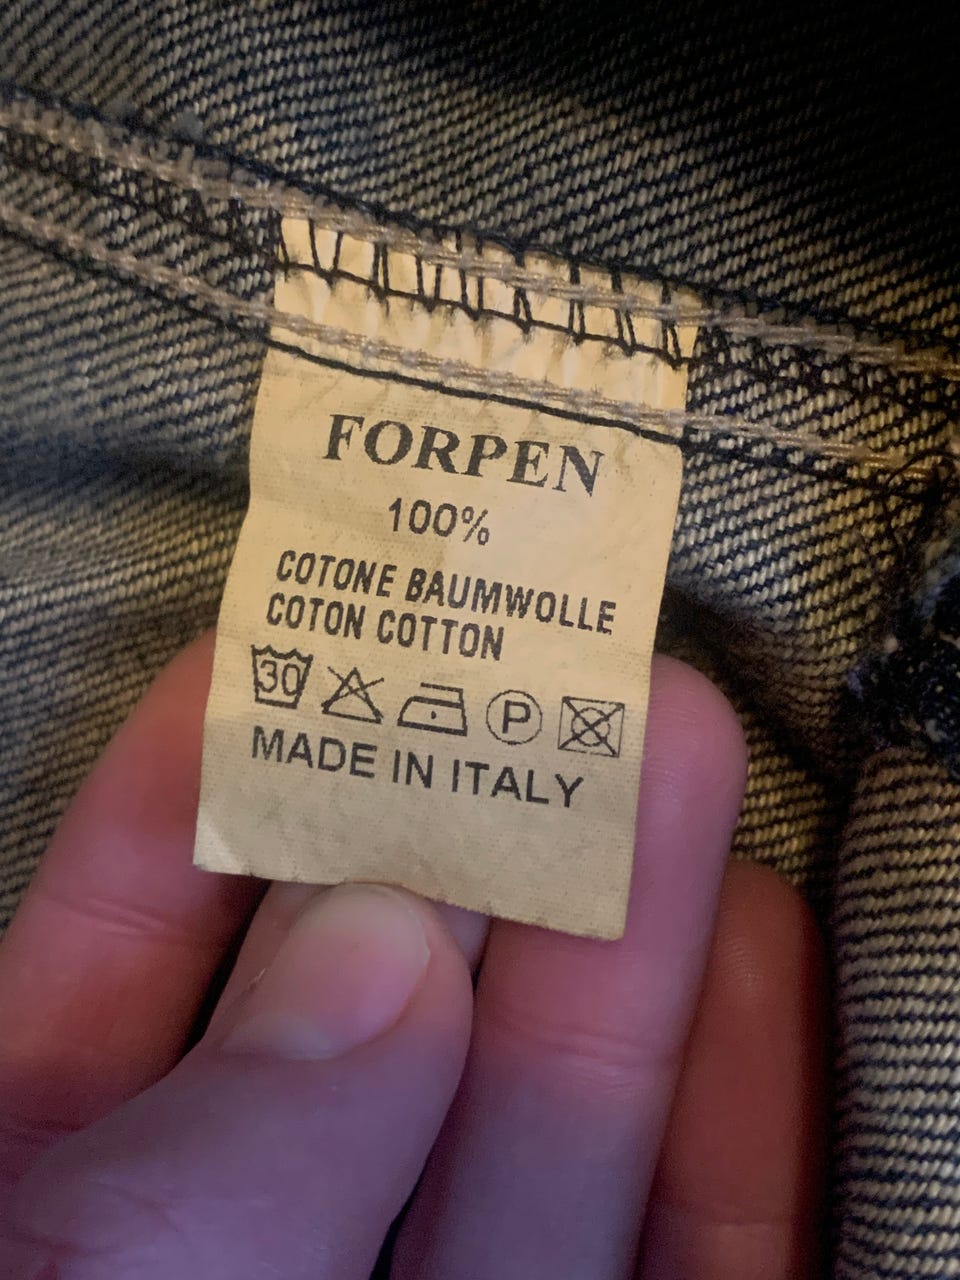 FORPEN
100%
COTONE BAUMWOLLE
COTON COTTON
30 P
MADE IN ITALY